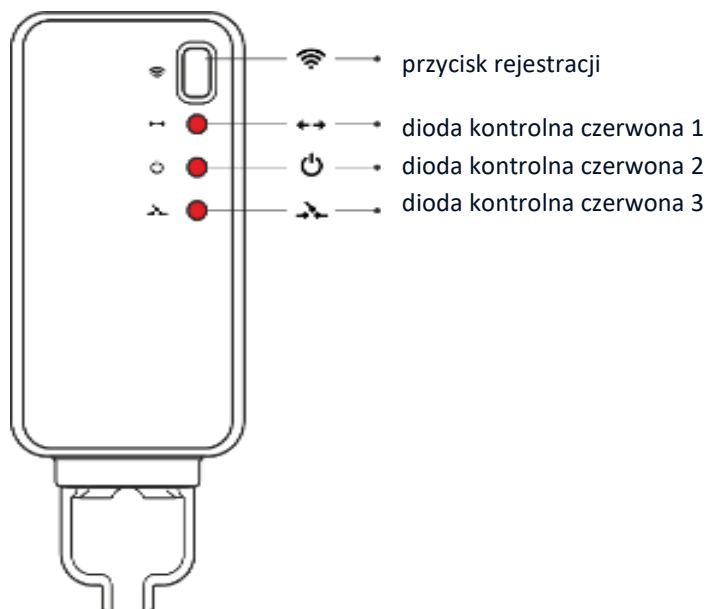 przycisk rejestracji
dioda kontrolna czerwona 1
dioda kontrolna czerwona 2
dioda kontrolna czerwona 3